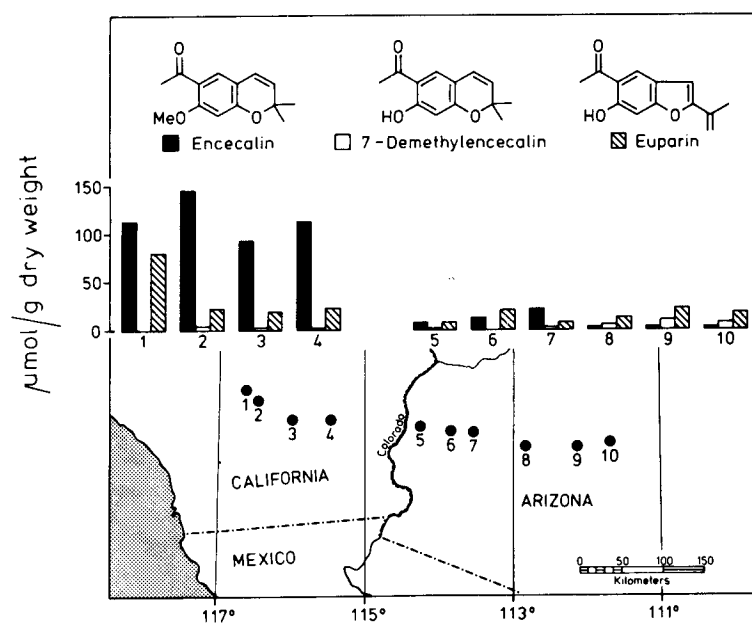 O
O
O
MeO
O
HO
O
HO
O
Encecalin
7-Demethylencecalin
Euparin
µmol/g dry weight
150
100
50
0
1
2
3
4
5
6
7
8
9
10
1
2
3
4
Colorado
5
6
7
8
9
10
CALIFORNIA
ARIZONA
MEXICO
0 50 100 150
Kilometers
117° 115° 113° 111°